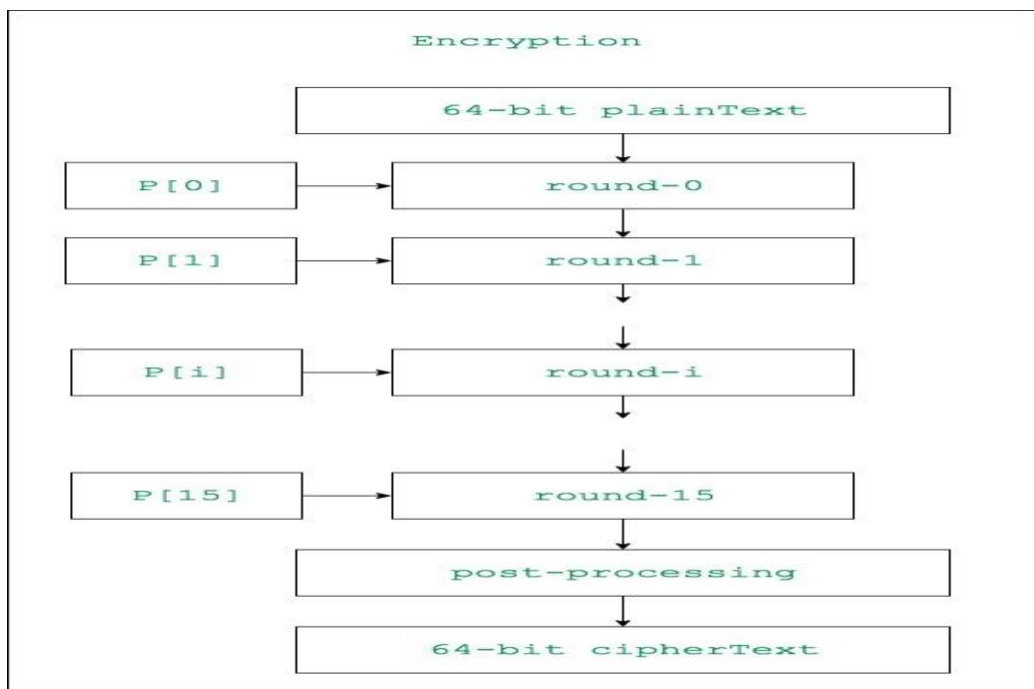 Encryption
64-bit plainText
P[0]
round-0
P[1]
round-1
P[i]
round-i
P[15]
round-15
post-processing
64-bit cipherText